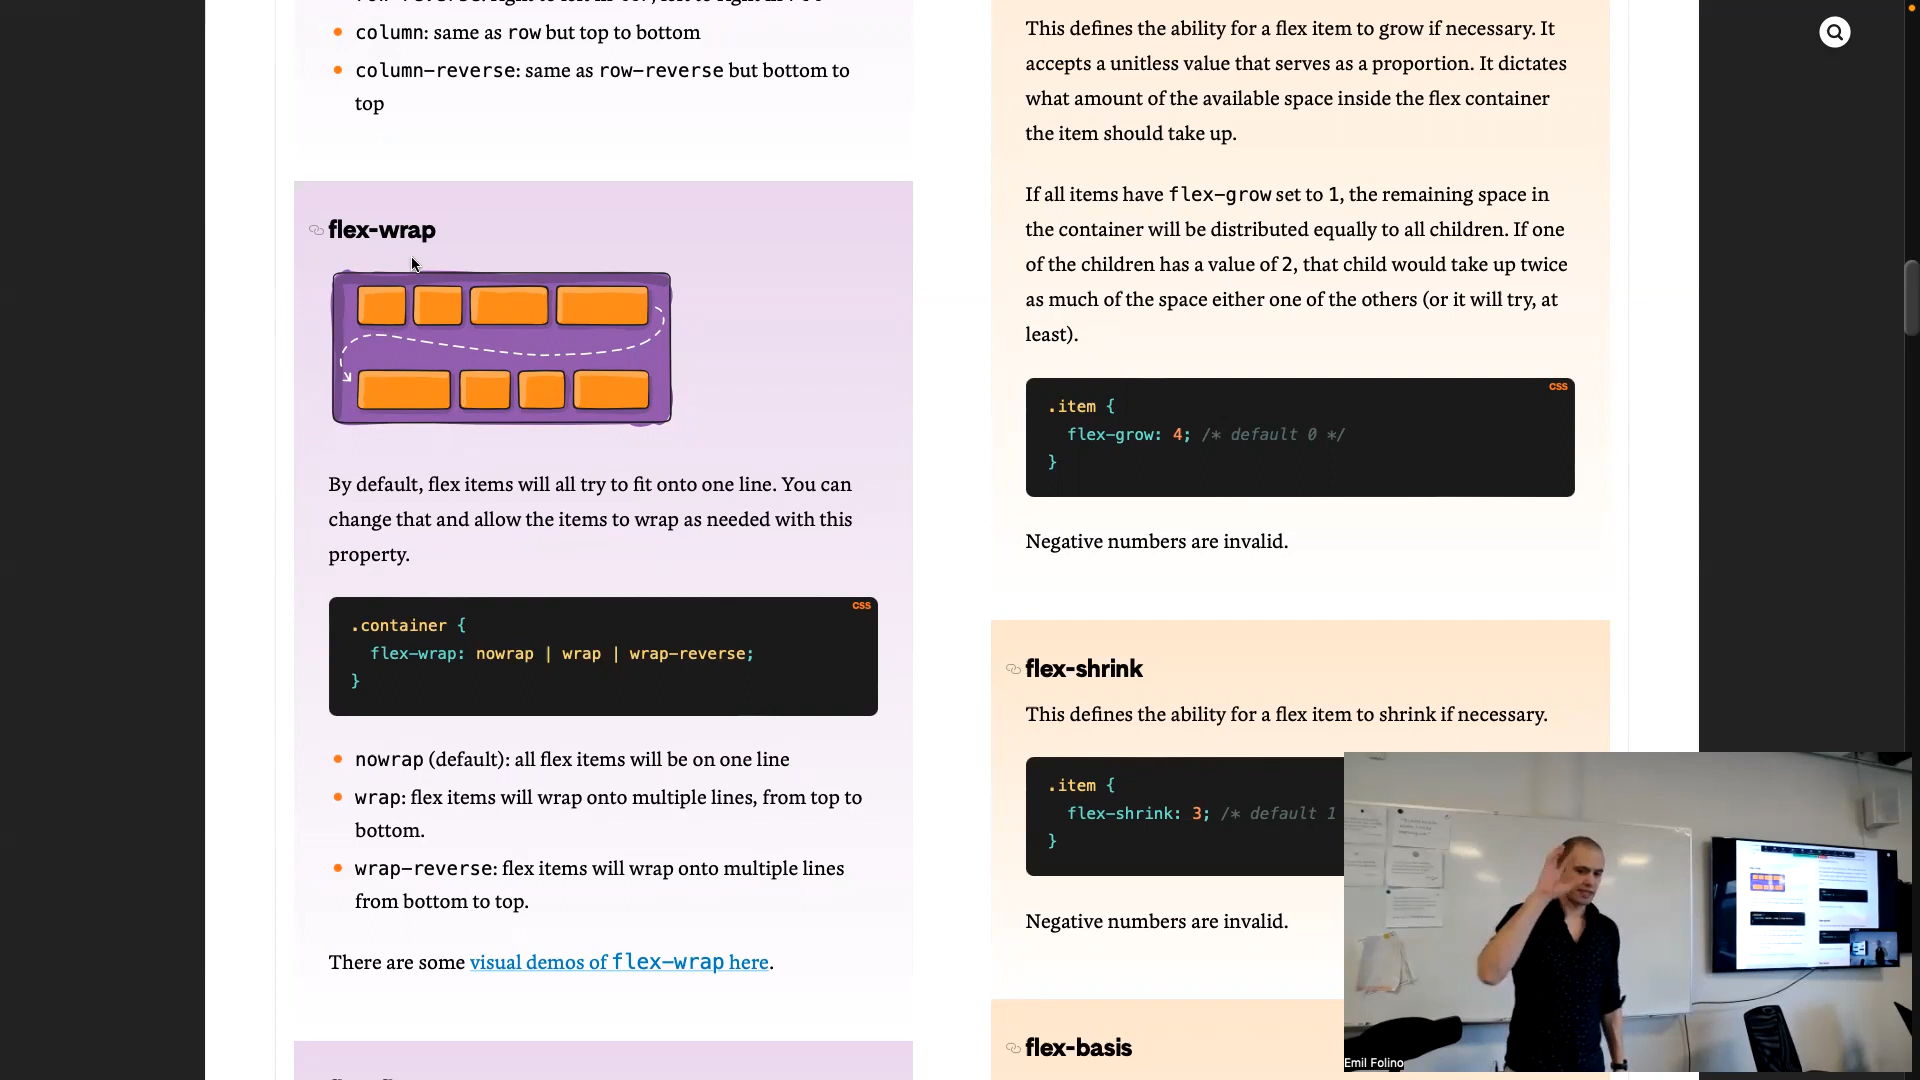 column: same as row but top to bottom
column-reverse: same as row-reverse but bottom to
top
flex-wrap
By default, flex items will all try to fit onto one line. You can
change that and allow the items to wrap as needed with this
property.
CSS
.container {
flex-wrap: nowrap | wrap | wrap-reverse;
}
nowrap (default): all flex items will be on one line
wrap: flex items will wrap onto multiple lines, from top to
bottom.
wrap-reverse: flex items will wrap onto multiple lines
from bottom to top.
There are some visual demos of flex-wrap here.
This defines the ability for a flex item to grow if necessary. It
accepts a unitless value that serves as a proportion. It dictates
what amount of the available space inside the flex container
the item should take up.
If all items have flex-grow set to 1, the remaining space in
the container will be distributed equally to all children. If one
of the children has a value of 2, that child would take up twice
as much of the space either one of the others (or it will try, at
least).
CSS
.item {
flex-grow: 4; /* default 0 */
}
Negative numbers are invalid.
flex-shrink
This defines the ability for a flex item to shrink if necessary.
.item {
flex-shrink: 3; /* default 1
}
Negative numbers are invalid.
flex-basis
Emil Folino